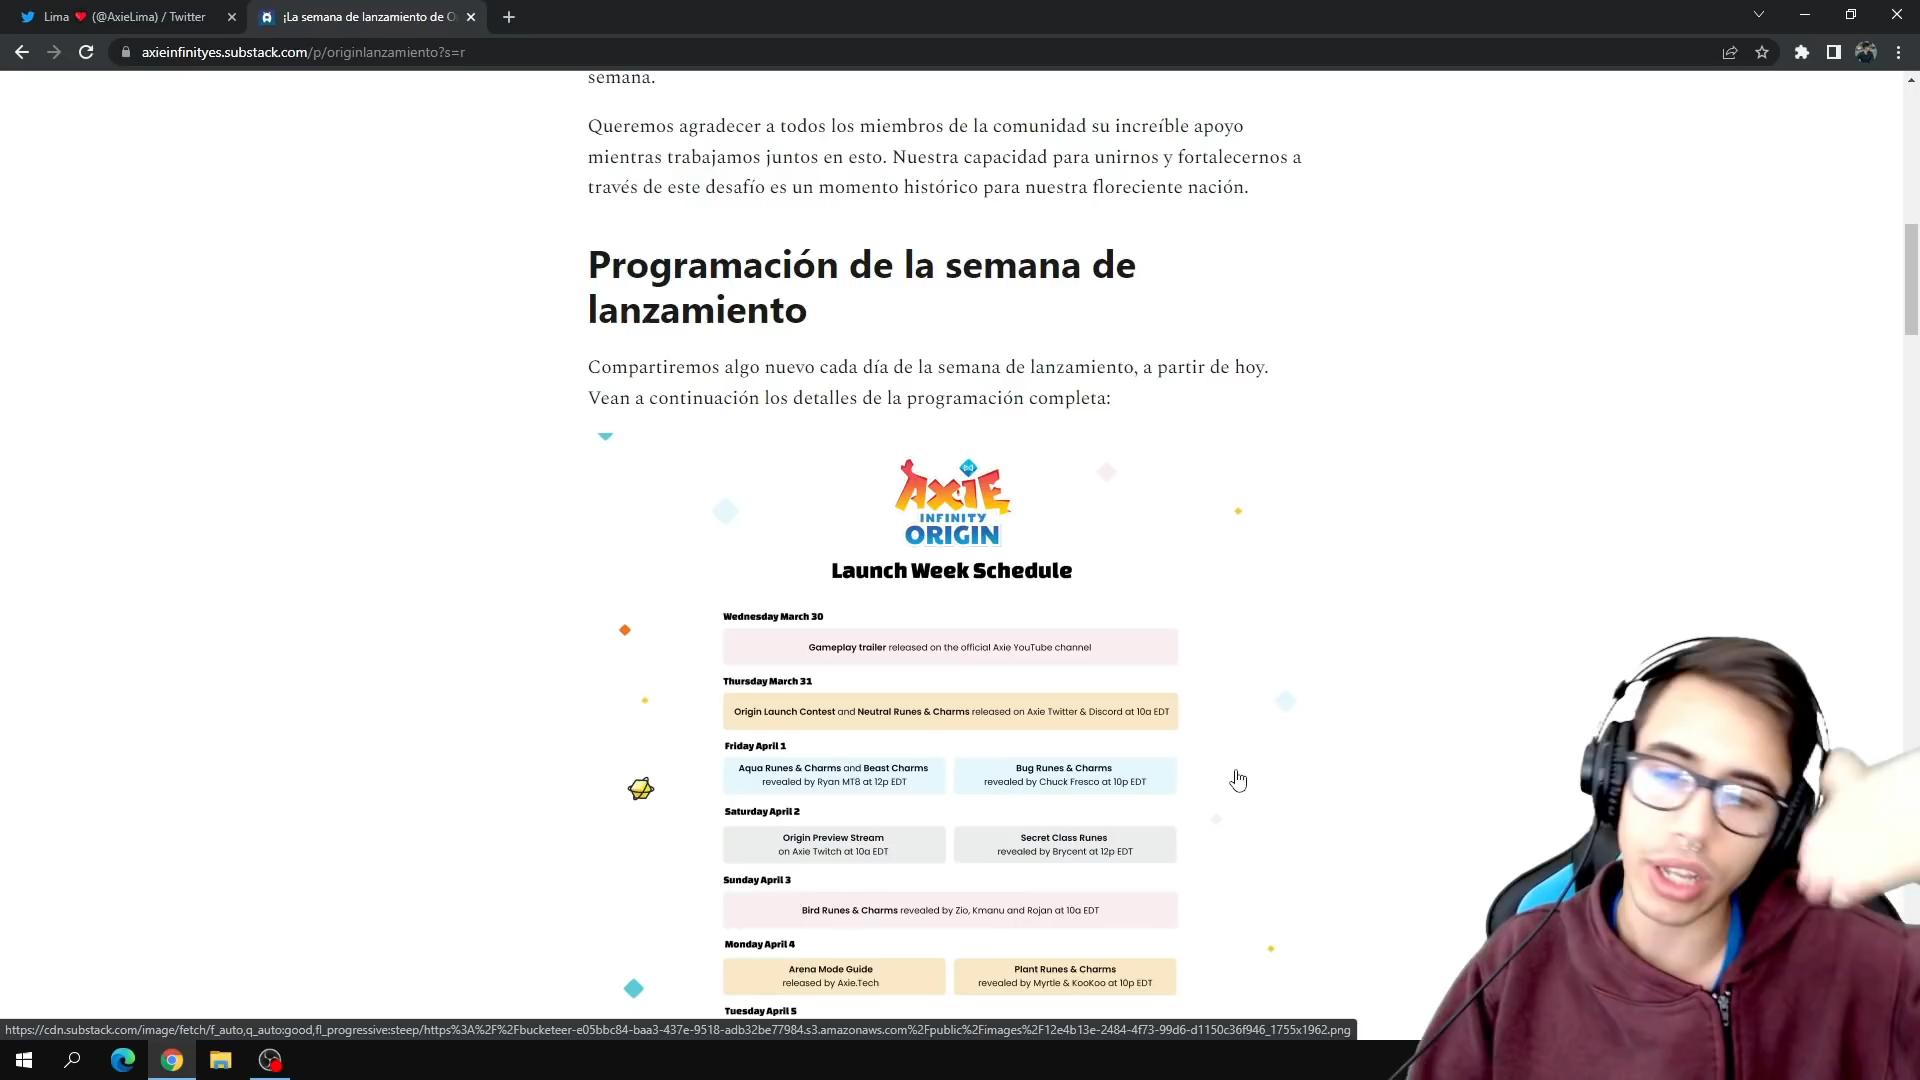 Lima ❤️ (@AxieLima) / Twitter
¡La semana de lanzamiento de O
axieinfinityes.substack.com/p/originlanzamiento?s=r
semana.
Queremos agradecer a todos los miembros de la comunidad su increíble apoyo
mientras trabajamos juntos en esto. Nuestra capacidad para unirnos y fortalecernos a
través de este desafío es un momento histórico para nuestra floreciente nación.
Programación de la semana de
lanzamiento
Compartiremos algo nuevo cada día de la semana de lanzamiento, a partir de hoy.
Vean a continuación los detalles de la programación completa:
AXIE
INFINITY
ORIGIN
Launch Week Schedule
Wednesday March 30
Gameplay trailer released on the official Axie YouTube channel
Thursday March 31
Origin Launch Contest and Neutral Runes & Charms released on Axie Twitter & Discord at 10a EDT
Friday April 1
Aqua Runes & Charms and Beast Charms
revealed by Ryan MT8 at 12p EDT
Bug Runes & Charms
revealed by Chuck Fresco at 10p EDT
Saturday April 2
Origin Preview Stream
on Axie Twitch at 10a EDT
Secret Class Runes
revealed by Brycent at 12p EDT
Sunday April 3
Bird Runes & Charms revealed by Zio, Kmanu and Rojan at 10a EDT
Monday April 4
Arena Mode Guide
released by Axie.Tech
Plant Runes & Charms
revealed by Myrtle & KooKoo at 10p EDT
Tuesday April 5
https://cdn.substack.com/image/fetch/f_auto,q_auto:good,fl_progressive:steep/https%3A%2F%2Fbucketeer-e05bbc84-baa3-437e-9518-adb32be77984.s3.amazonaws.com%2Fpublic%2Fimages%2F12e4b13e-2484-4f73-99d6-d1150c36f946_1755x1962.png